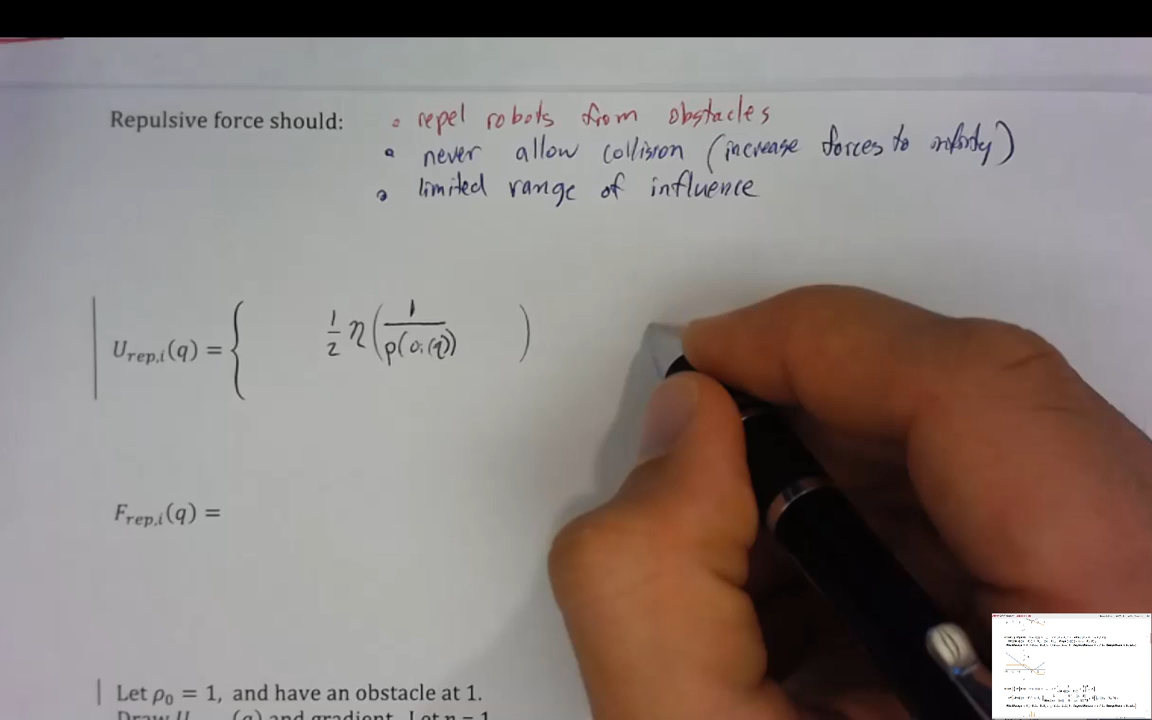 Repulsive force should: • repel robots from obstacles
• never allow collision (increase forces to infinity)
• limited range of influence
U_{rep,i}(q) = { 1/2 η( 1/ρ(o_i(q)) )
F_{rep,i}(q) =
Let ρ₀ = 1, and have an obstacle at 1.